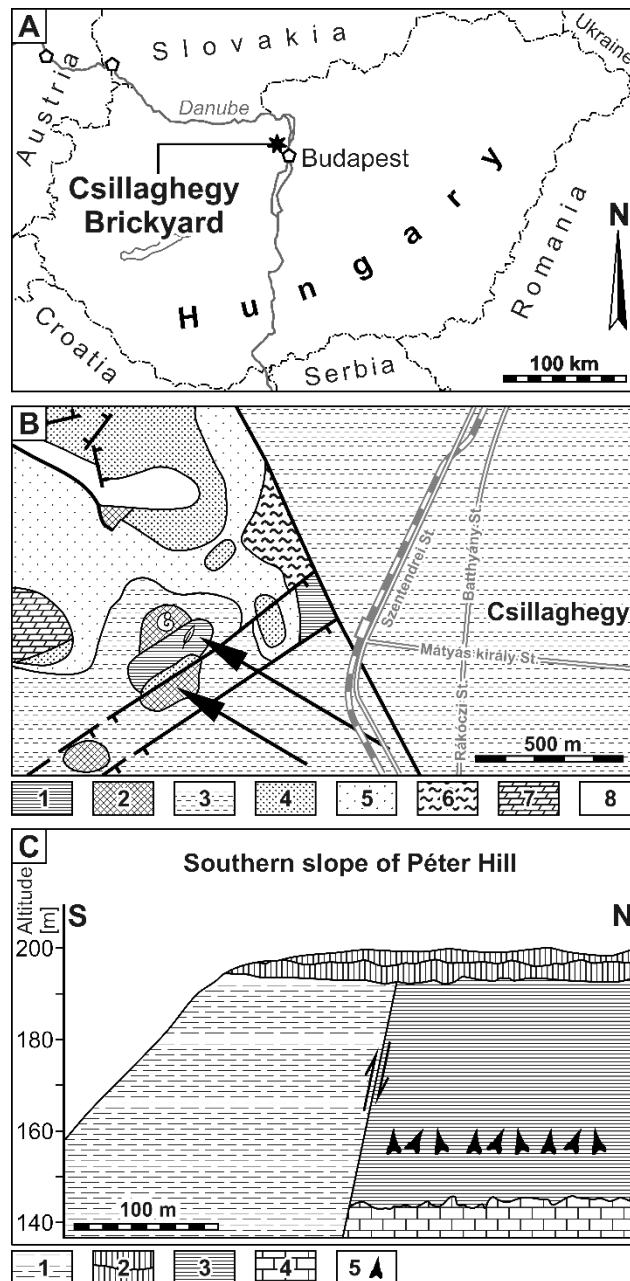 A
Slovakia
Ukraine
Austria
Danube
Budapest
Csillaghegy
Brickyard
Hungary
Romania
N
Croatia
Serbia
100 km
B
Szentendrei St.
Batthyány St.
Csillaghegy
Mátyás király St.
Rákóczi St.
500 m
1 2 3 4 5 6 7 8
C
Southern slope of Péter Hill
Altitude
[m]
S
N
200
180
160
140
100 m
1 2 3 4 5